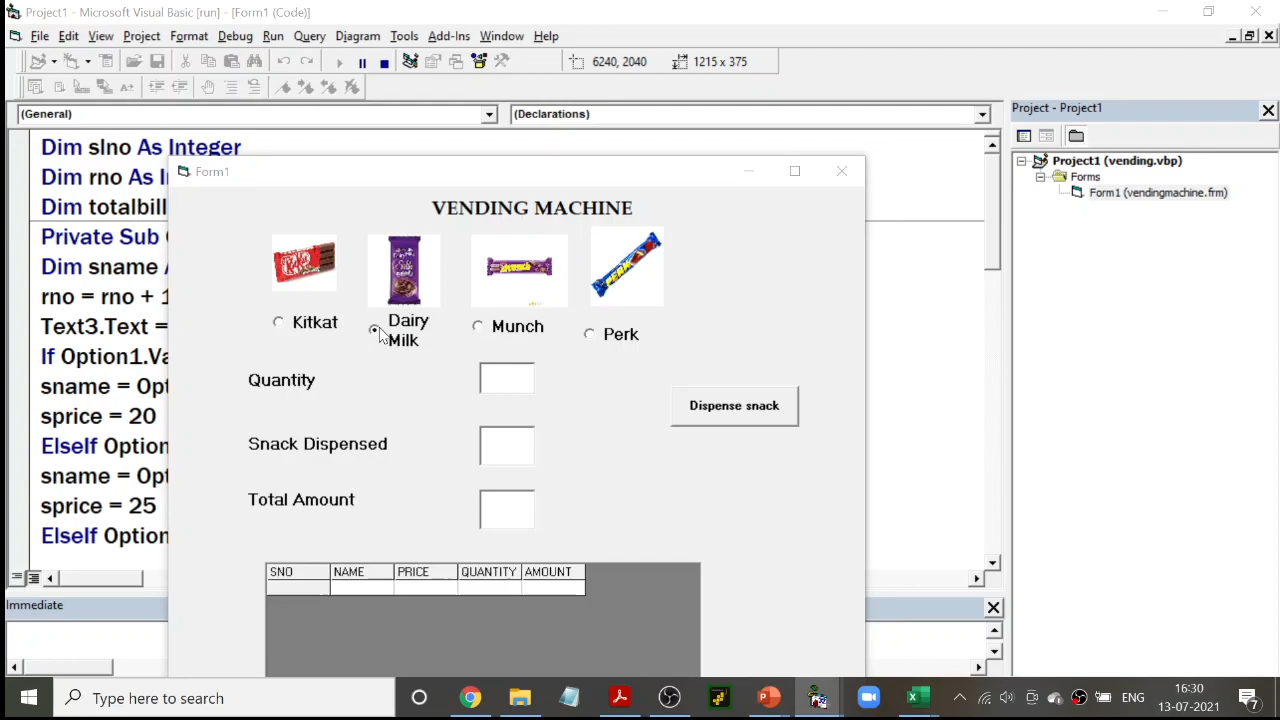 Project1 - Microsoft Visual Basic [run] - [Form1 (Code)]
File Edit View Project Format Debug Run Query Diagram Tools Add-Ins Window Help
6240, 2040 1215 x 375
(General) (Declarations)
Project - Project1
Project1 (vending.vbp)
Forms
Form1 (vendingmachine.frm)
Dim slno As Integer
Dim rno As I
Dim totalbill
Private Sub
Dim sname
rno = rno + 1
Text3.Text =
If Option1.Va
sname = Opt
sprice = 20
ElseIf Option
sname = Opt
sprice = 25
ElseIf Option
Form1
VENDING MACHINE
KitKat
PERK
Kitkat
Dairy
Milk
Munch
Perk
Quantity
Dispense snack
Snack Dispensed
Total Amount
SNO NAME PRICE QUANTITY AMOUNT
Immediate
Type here to search
ENG
16:30
13-07-2021
7